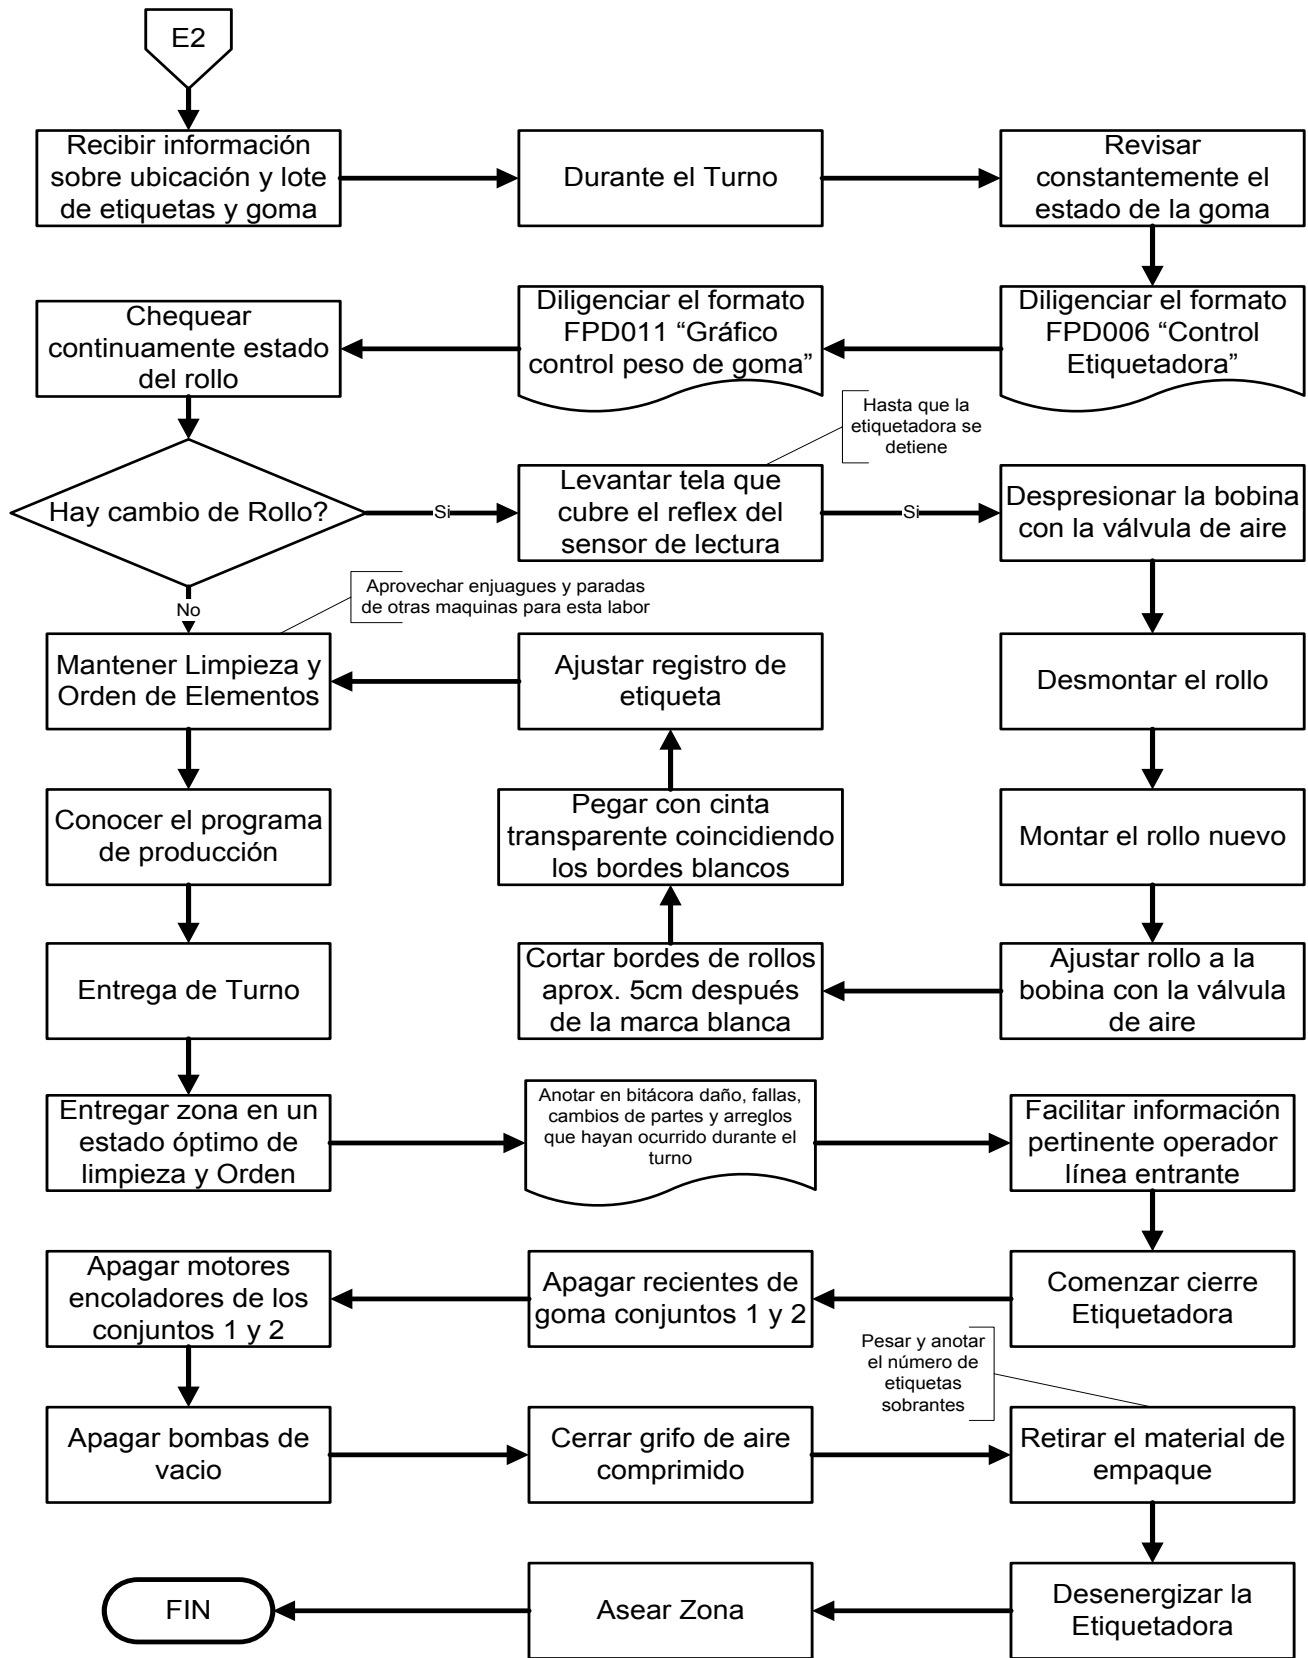 E2
Recibir información
sobre ubicación y lote
de etiquetas y goma
Durante el Turno
Revisar
constantemente el
estado de la goma
Diligenciar el formato
FPD006 “Control
Etiquetadora”
Diligenciar el formato
FPD011 “Gráfico
control peso de goma”
Chequear
continuamente estado
del rollo
Hay cambio de Rollo?
Si
No
Levantar tela que
cubre el reflex del
sensor de lectura
Hasta que la
etiquetadora se
detiene
Si
Despresionar la bobina
con la válvula de aire
Desmontar el rollo
Montar el rollo nuevo
Ajustar rollo a la
bobina con la válvula
de aire
Cortar bordes de rollos
aprox. 5cm después
de la marca blanca
Pegar con cinta
transparente coincidiendo
los bordes blancos
Ajustar registro de
etiqueta
Aprovechar enjuagues y paradas
de otras maquinas para esta labor
Mantener Limpieza y
Orden de Elementos
Conocer el programa
de producción
Entrega de Turno
Entregar zona en un
estado óptimo de
limpieza y Orden
Anotar en bitácora daño, fallas,
cambios de partes y arreglos
que hayan ocurrido durante el
turno
Facilitar información
pertinente operador
línea entrante
Comenzar cierre
Etiquetadora
Apagar recientes de
goma conjuntos 1 y 2
Apagar motores
encoladores de los
conjuntos 1 y 2
Apagar bombas de
vacio
Cerrar grifo de aire
comprimido
Pesar y anotar
el número de
etiquetas
sobrantes
Retirar el material de
empaque
Desenergizar la
Etiquetadora
Asear Zona
FIN